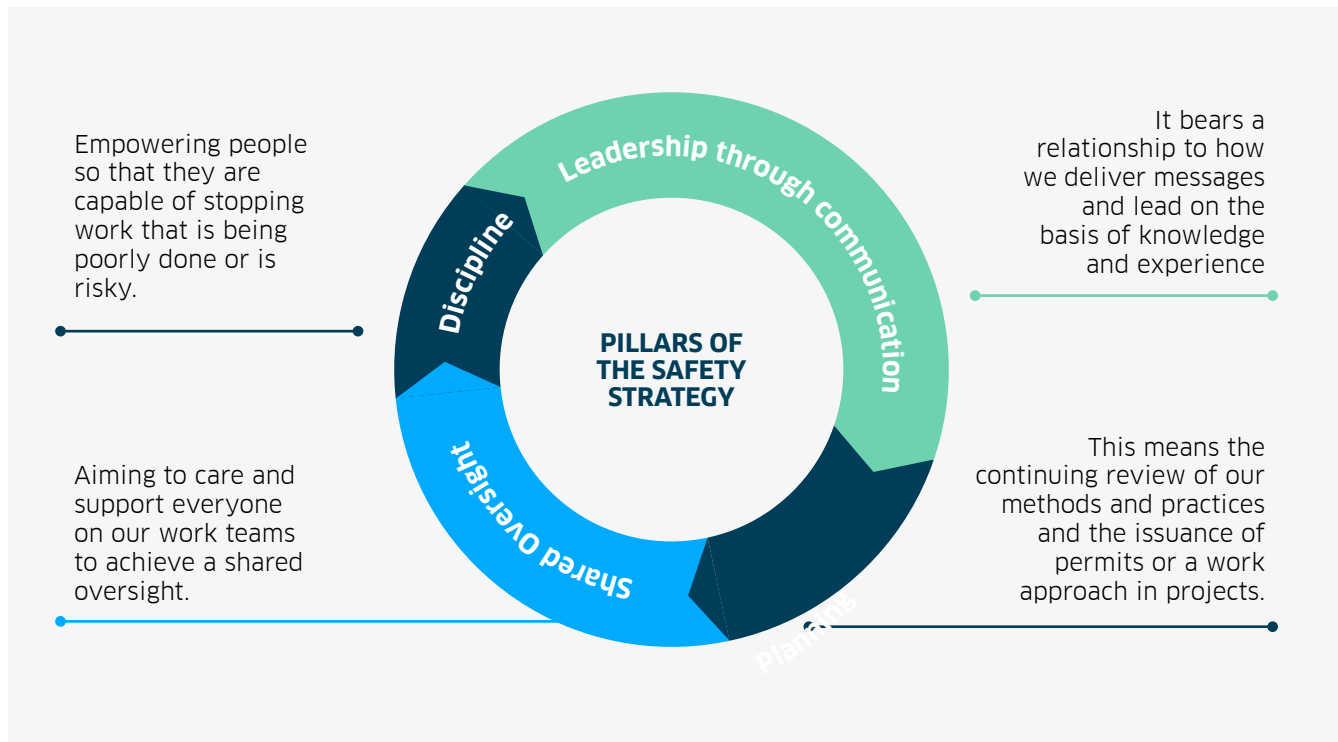 Empowering people
so that they are
capable of stopping
work that is being
poorly done or is
risky.
Leadership through communication
It bears a
relationship to how
we deliver messages
and lead on the
basis of knowledge
and experience
Discipline
PILLARS OF
THE SAFETY
STRATEGY
Aiming to care and
support everyone
on our work teams
to achieve a shared
oversight.
Shared Oversight
Planning
This means the
continuing review of our
methods and practices
and the issuance of
permits or a work
approach in projects.